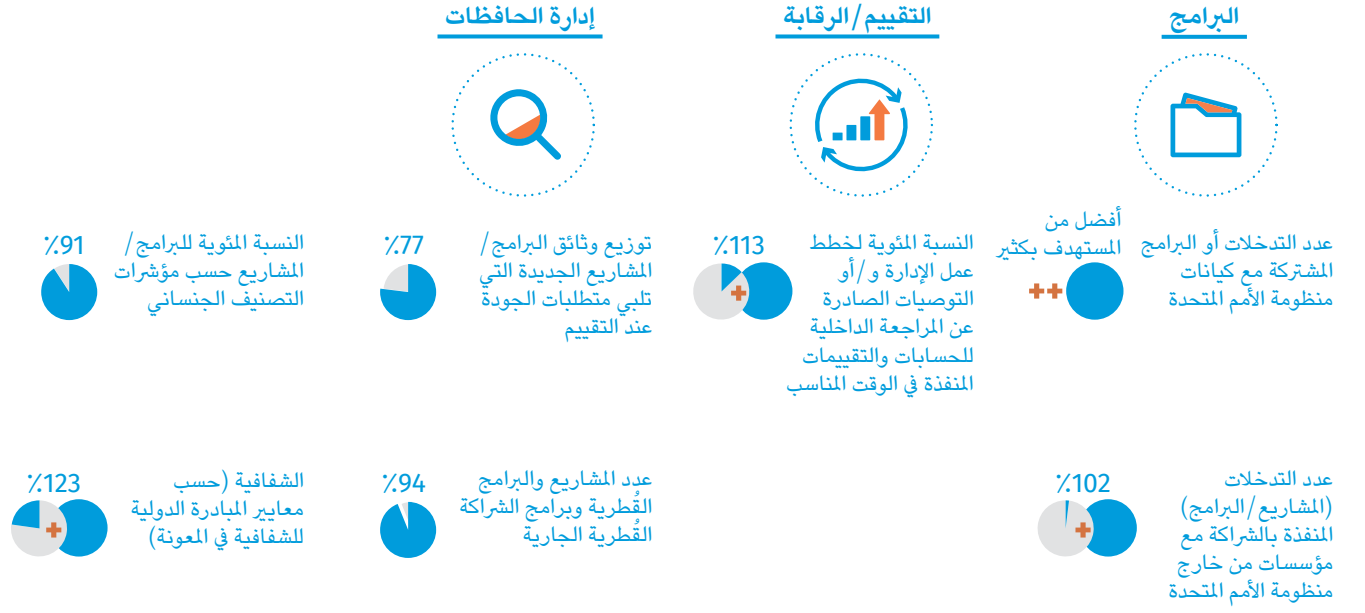 البرامج
أفضل من
المستهدف بكثير
++
عدد التدخلات أو البرامج
المشتركة مع كيانات
منظومة الأمم المتحدة
٪102
+
عدد التدخلات
(المشاريع/البرامج)
المنفذة بالشراكة مع
مؤسسات من خارج
منظومة الأمم المتحدة
التقييم/الرقابة
٪113
+
النسبة المئوية لخطط
عمل الإدارة و/أو
التوصيات الصادرة
عن المراجعة الداخلية
للحسابات والتقييمات
المنفذة في الوقت المناسب
إدارة الحافظات
٪77
توزيع وثائق البرامج/
المشاريع الجديدة التي
تلبي متطلبات الجودة
عند التقييم
٪91
النسبة المئوية للبرامج/
المشاريع حسب مؤشرات
التصنيف الجنساني
٪94
عدد المشاريع والبرامج
القُطرية وبرامج الشراكة
القُطرية الجارية
٪123
+
الشفافية (حسب
معايير المبادرة الدولية
للشفافية في المعونة)